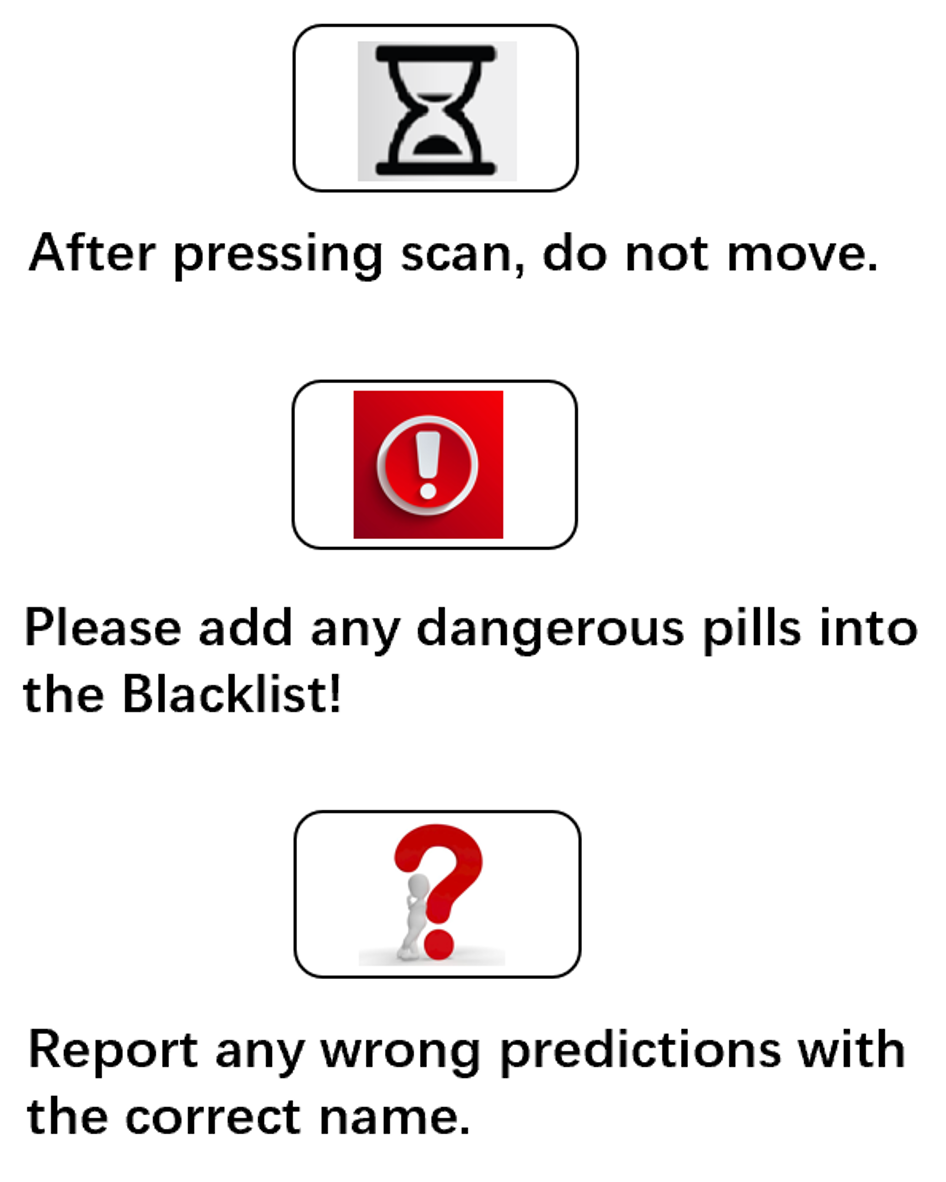 After pressing scan, do not move.
Please add any dangerous pills into
the Blacklist!
Report any wrong predictions with
the correct name.